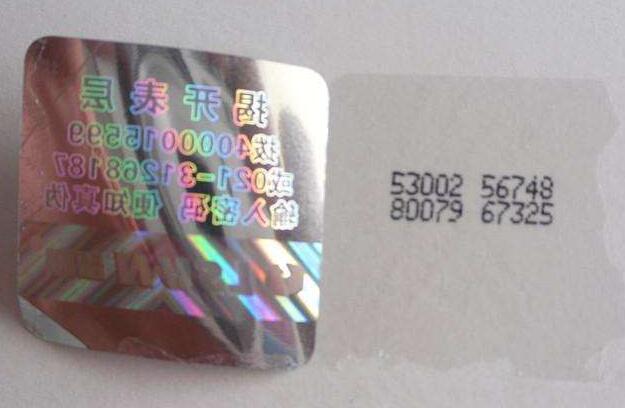 揭开表层
拨4000015599
或021-31268187
输入密码 便知真伪
53002 56748
80079 67325